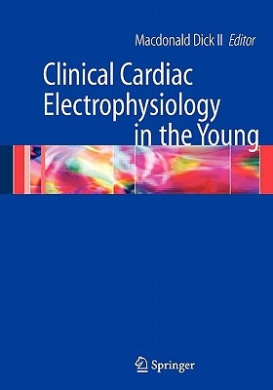 Macdonald Dick II Editor
Clinical Cardiac
Electrophysiology
in the Young
Springer